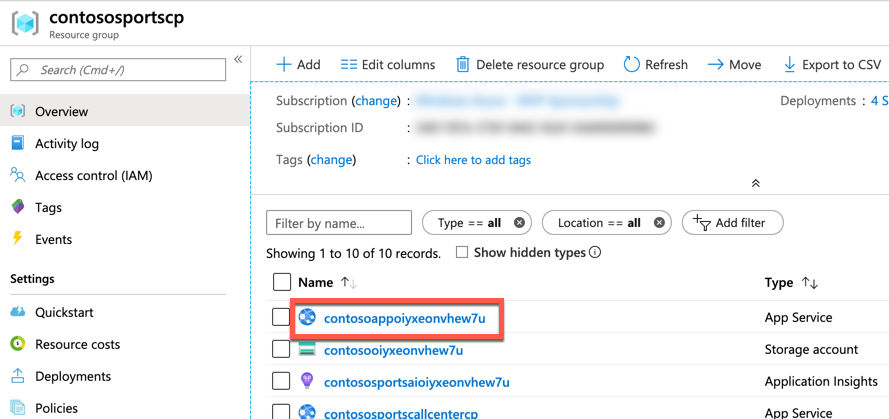 contososportscp
Resource group
Search (Cmd+/)
«
Add
Edit columns
Delete resource group
Refresh
Move
Export to CSV
Overview
Activity log
Access control (IAM)
Tags
Events
Settings
Quickstart
Resource costs
Deployments
Policies
Subscription (change) :
Deployments : 4 S
Subscription ID :
Tags (change) : Click here to add tags
Filter by name...
Type == all
Location == all
Add filter
Showing 1 to 10 of 10 records.
Show hidden types
Name
Type
contosoappoiyxeonvhew7u
App Service
contosooiyxeonvhew7u
Storage account
contososportsaioiyxeonvhew7u
Application Insights
contososportscallcentercp
App Service